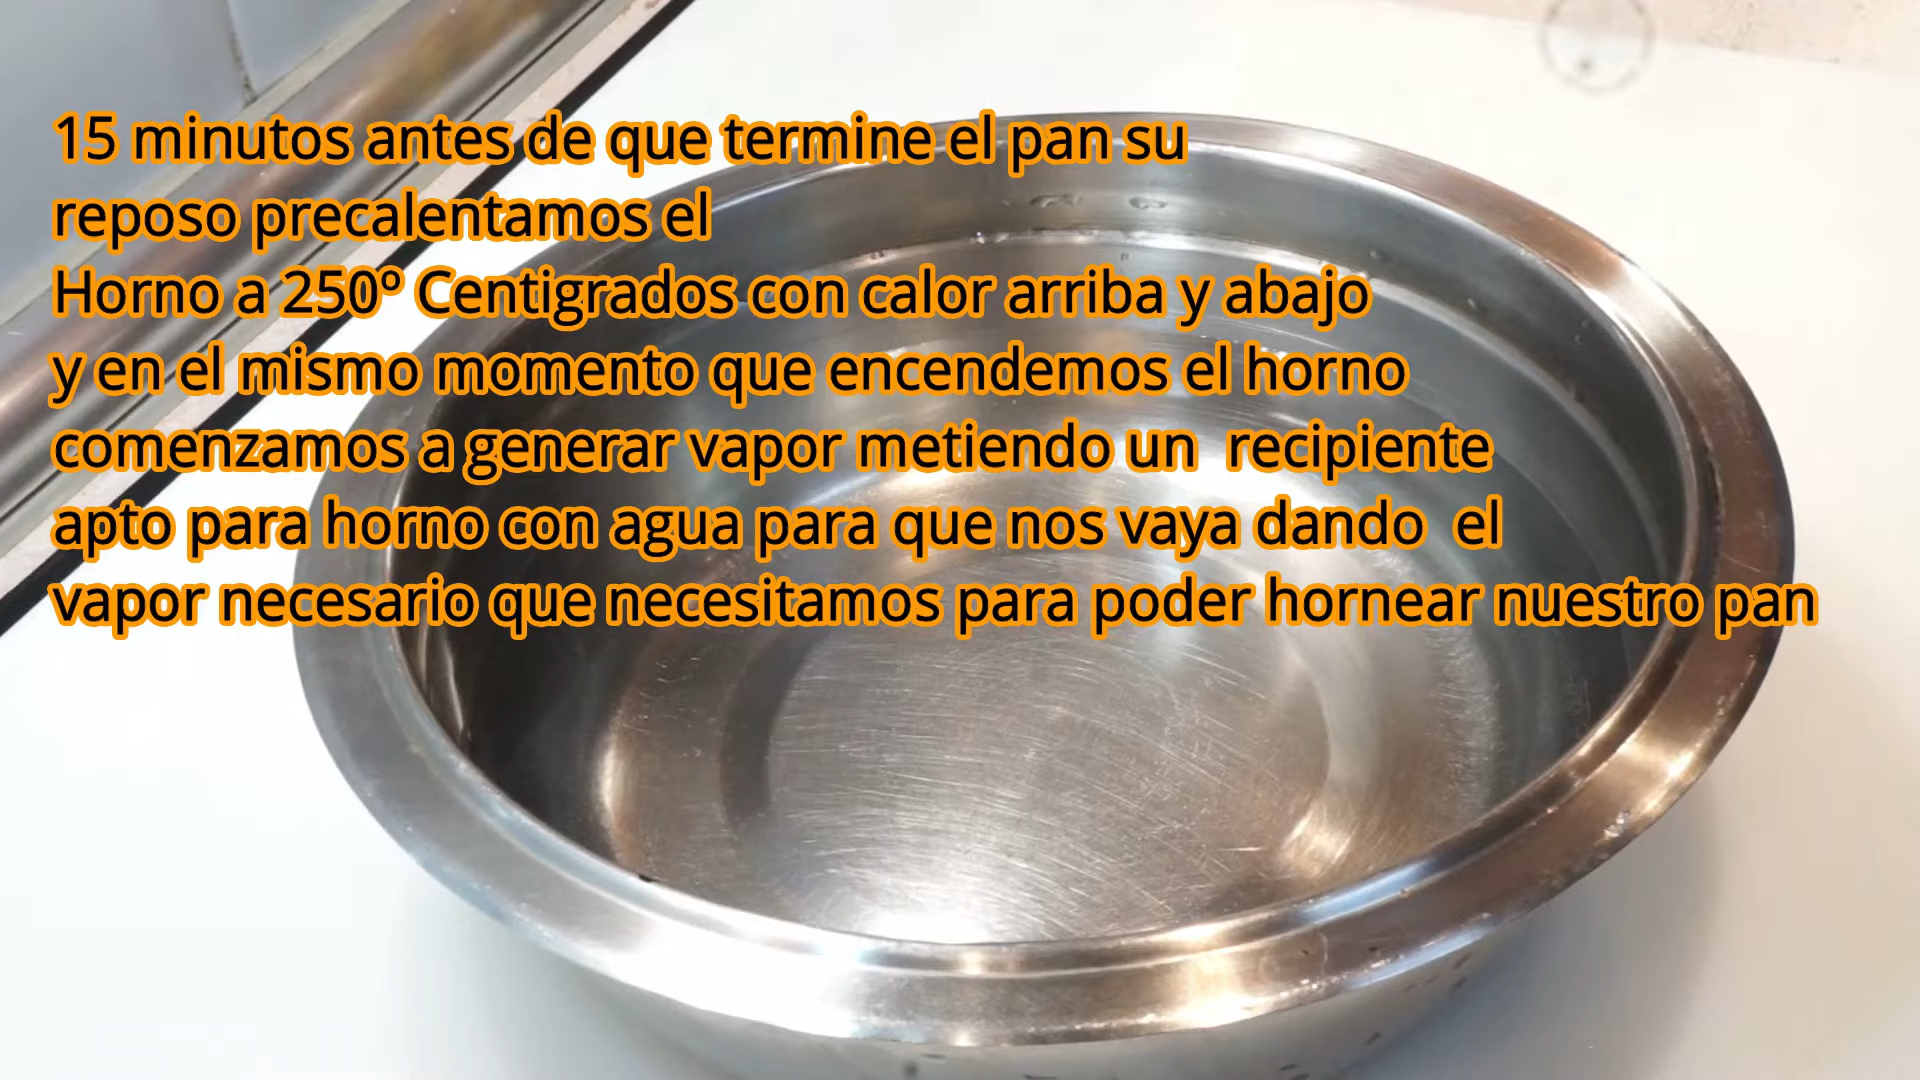 15 minutos antes de que termine el pan su
reposo precalentamos el
Horno a 250º Centigrados con calor arriba y abajo
y en el mismo momento que encendemos el horno
comenzamos a generar vapor metiendo un  recipiente
apto para horno con agua para que nos vaya dando  el
vapor necesario que necesitamos para poder hornear nuestro pan